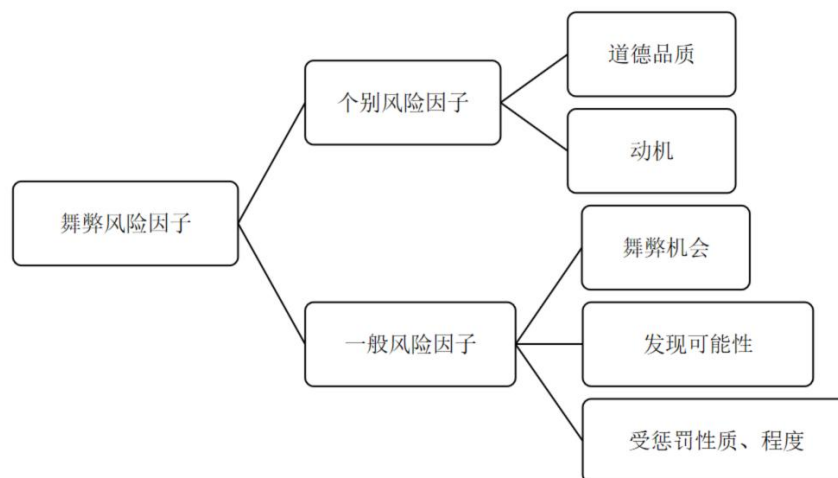 道德品质
个别风险因子
动机
舞弊风险因子
舞弊机会
一般风险因子
发现可能性
受惩罚性质、程度